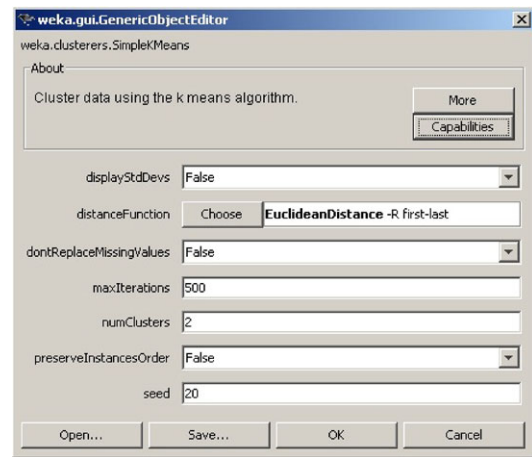 weka.gui.GenericObjectEditor
weka.clusterers.SimpleKMeans
About
Cluster data using the k means algorithm.
More
Capabilities
displayStdDevs False
distanceFunction Choose EuclideanDistance -R first-last
dontReplaceMissingValues False
maxIterations 500
numClusters 2
preserveInstancesOrder False
seed 20
Open... Save... OK Cancel